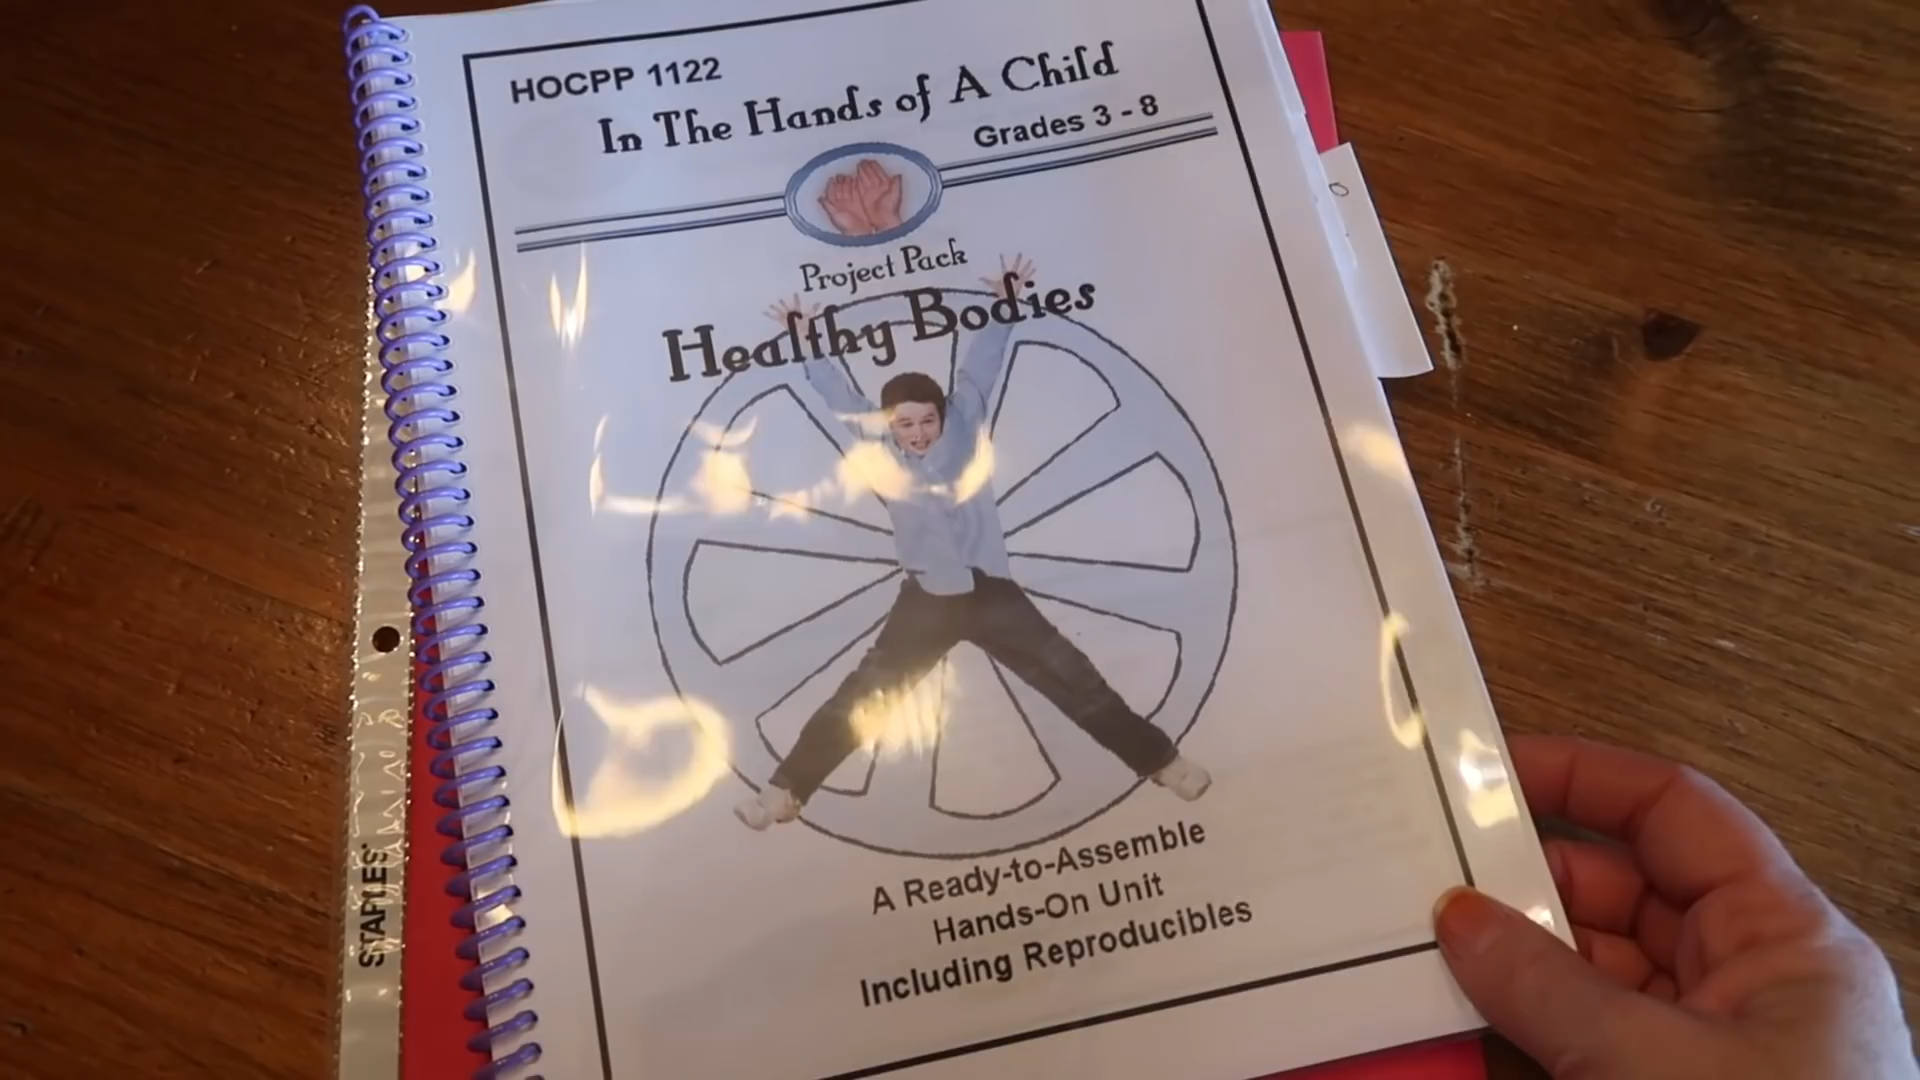 HOCPP 1122
In The Hands of A Child
Grades 3 - 8
Project Pack
Healthy Bodies
A Ready-to-Assemble
Hands-On Unit
Including Reproducibles
STAPLES